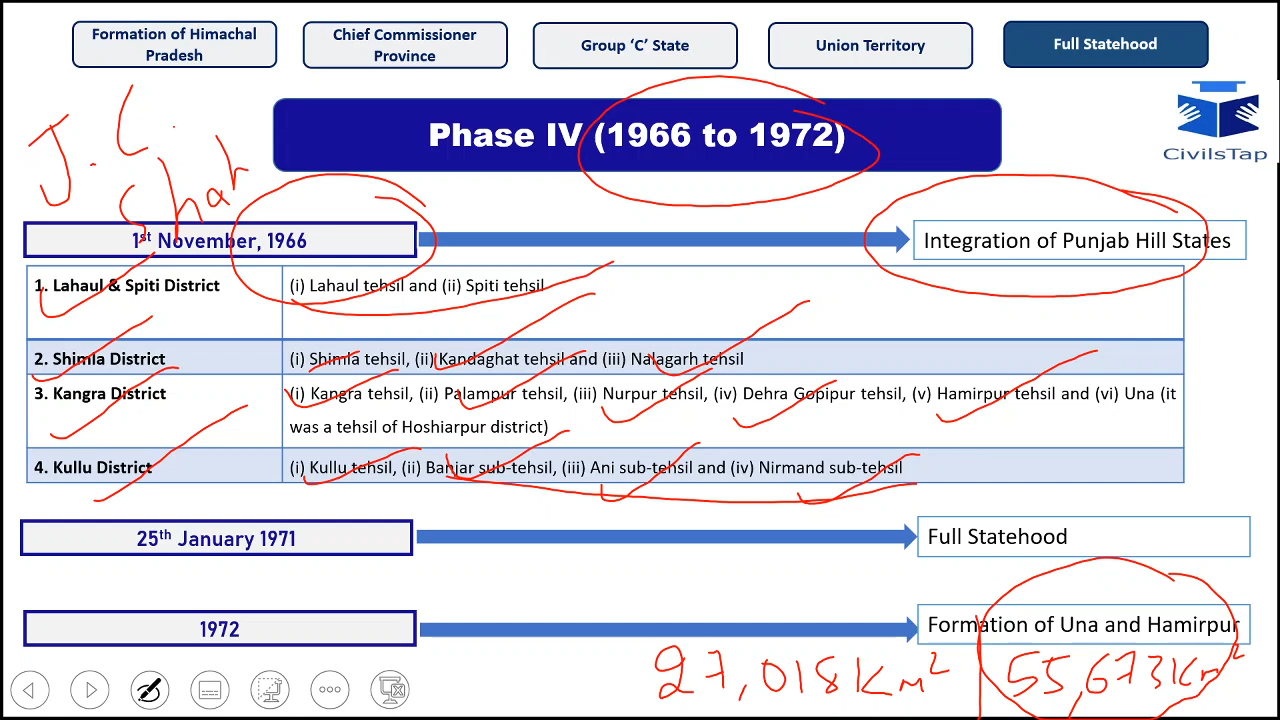 Formation of Himachal
Pradesh
Chief Commissioner
Province
Group ‘C’ State
Union Territory
Full Statehood
Phase IV (1966 to 1972)
CivilsTap
J. C.
Shah
1st November, 1966
Integration of Punjab Hill States
1. Lahaul & Spiti District
(i) Lahaul tehsil and (ii) Spiti tehsil
2. Shimla District
(i) Shimla tehsil, (ii) Kandaghat tehsil and (iii) Nalagarh tehsil
3. Kangra District
(i) Kangra tehsil, (ii) Palampur tehsil, (iii) Nurpur tehsil, (iv) Dehra Gopipur tehsil, (v) Hamirpur tehsil and (vi) Una (it
was a tehsil of Hoshiarpur district)
4. Kullu District
(i) Kullu tehsil, (ii) Banjar sub-tehsil, (iii) Ani sub-tehsil and (iv) Nirmand sub-tehsil
25th January 1971
Full Statehood
1972
Formation of Una and Hamirpur
27,018 Km²
55,673 Km²